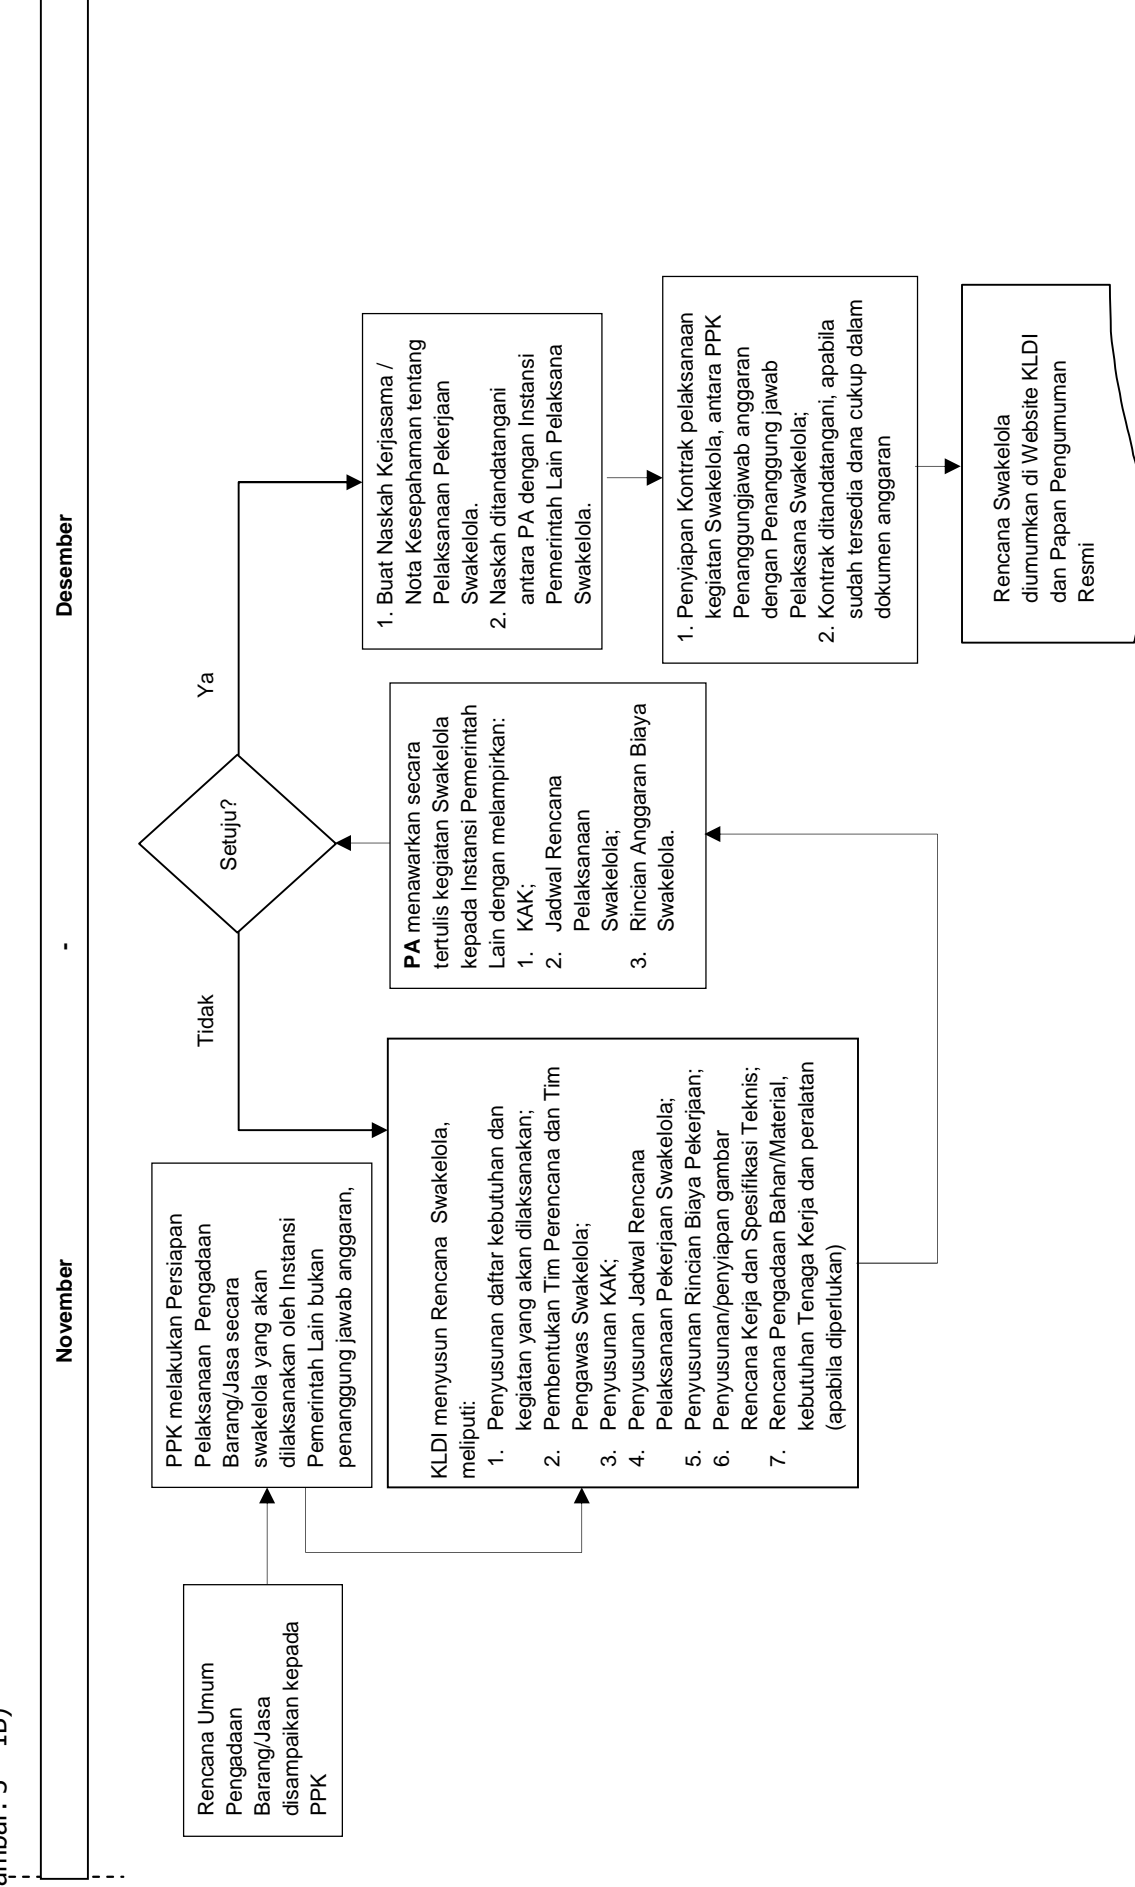 November - Desember
Rencana Umum
Pengadaan
Barang/Jasa
disampaikan kepada
PPK
PPK melakukan Persiapan
Pelaksanaan Pengadaan
Barang/Jasa secara
swakelola yang akan
dilaksanakan oleh Instansi
Pemerintah Lain bukan
penanggung jawab anggaran,
KLDI menyusun Rencana Swakelola,
meliputi:
1. Penyusunan daftar kebutuhan dan
kegiatan yang akan dilaksanakan;
2. Pembentukan Tim Perencana dan Tim
Pengawas Swakelola;
3. Penyusunan KAK;
4. Penyusunan Jadwal Rencana
Pelaksanaan Pekerjaan Swakelola;
5. Penyusunan Rincian Biaya Pekerjaan;
6. Penyusunan/penyiapan gambar
Rencana Kerja dan Spesifikasi Teknis;
7. Rencana Pengadaan Bahan/Material,
kebutuhan Tenaga Kerja dan peralatan
(apabila diperlukan)
PA menawarkan secara
tertulis kegiatan Swakelola
kepada Instansi Pemerintah
Lain dengan melampirkan:
1. KAK;
2. Jadwal Rencana
Pelaksanaan
Swakelola;
3. Rincian Anggaran Biaya
Swakelola.
Setuju?
Tidak
Ya
1. Buat Naskah Kerjasama /
Nota Kesepahaman tentang
Pelaksanaan Pekerjaan
Swakelola.
2. Naskah ditandatangani
antara PA dengan Instansi
Pemerintah Lain Pelaksana
Swakelola.
1. Penyiapan Kontrak pelaksanaan
kegiatan Swakelola, antara PPK
Penanggungjawab anggaran
dengan Penanggung jawab
Pelaksana Swakelola;
2. Kontrak ditandatangani, apabila
sudah tersedia dana cukup dalam
dokumen anggaran
Rencana Swakelola
diumumkan di Website KLDI
dan Papan Pengumuman
Resmi